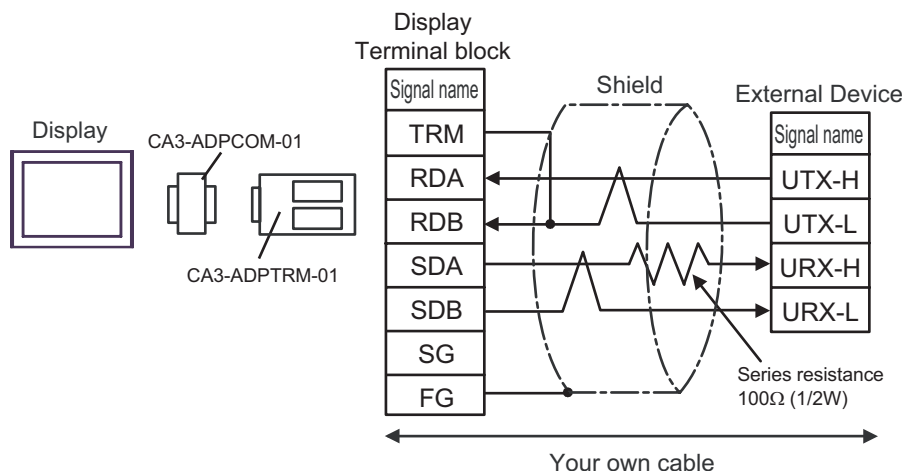 Display
Terminal block
Signal name
TRM
RDA
RDB
SDA
SDB
SG
FG
Display
CA3-ADPCOM-01
CA3-ADPTRM-01
Shield
External Device
Signal name
UTX-H
UTX-L
URX-H
URX-L
Series resistance
100Ω (1/2W)
Your own cable